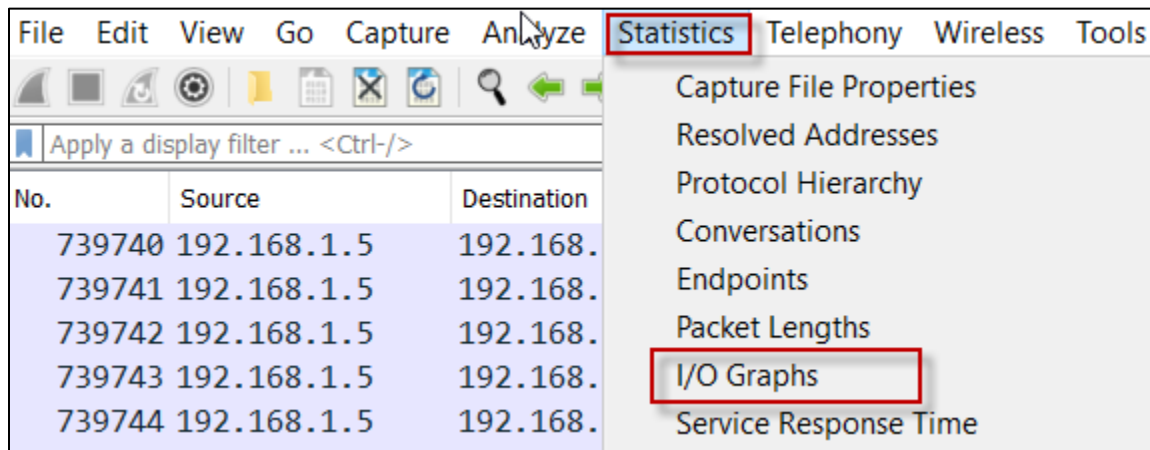 File Edit View Go Capture Analyze Statistics Telephony Wireless Tools
Apply a display filter ... <Ctrl-/>
No. Source Destination
739740 192.168.1.5 192.168.
739741 192.168.1.5 192.168.
739742 192.168.1.5 192.168.
739743 192.168.1.5 192.168.
739744 192.168.1.5 192.168.
Capture File Properties
Resolved Addresses
Protocol Hierarchy
Conversations
Endpoints
Packet Lengths
I/O Graphs
Service Response Time